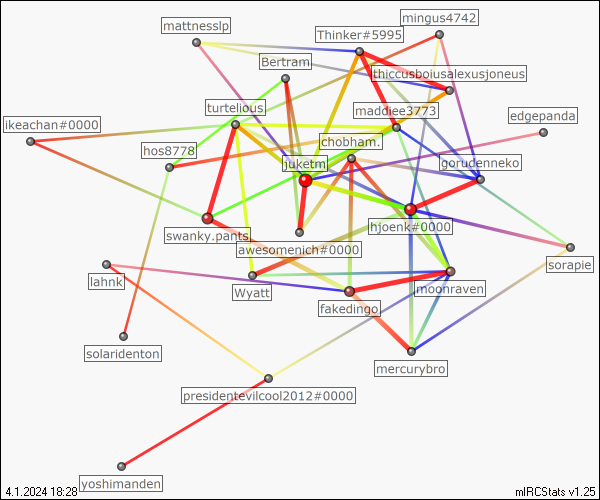 mattnesslp
Thinker#5995
mingus4742
Bertram
thiccusboiusalexusjoneus
turtelious
maddiee3773
edgepanda
ikeachan#0000
hos8778
chobham.
juketm
gorudenneko
swanky.pants
hjoenk#0000
awesomenich#0000
sorapie
lahnk
Wyatt
moonraven
fakedingo
solaridenton
mercurybro
presidentevilcool2012#0000
yoshimanden
4.1.2024 18:28
mIRCStats v1.25